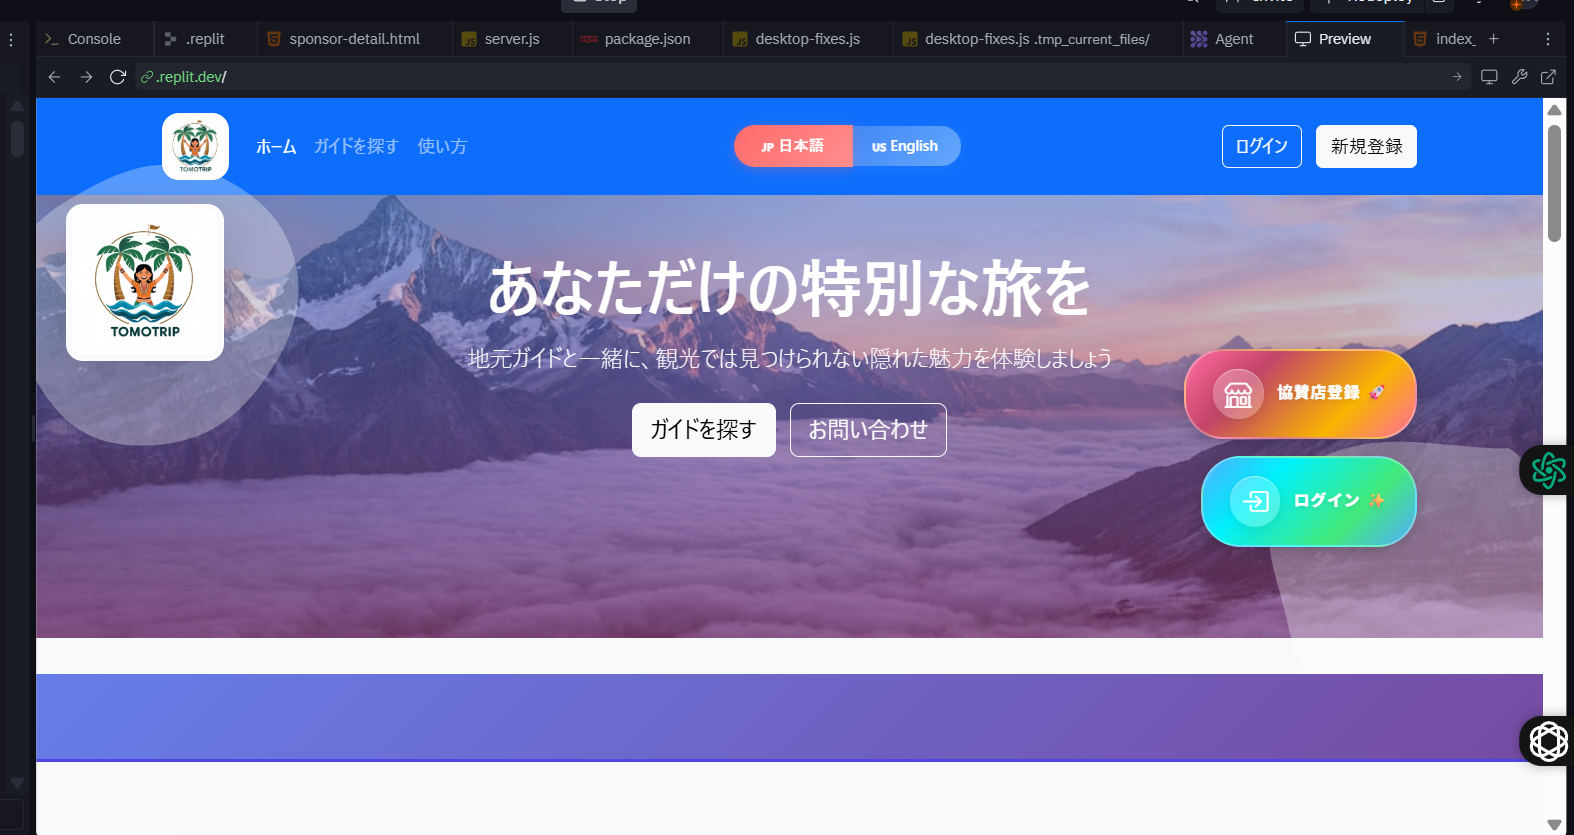 Stop
Console
.replit
sponsor-detail.html
server.js
package.json
desktop-fixes.js
desktop-fixes.js .tmp_current_files/
Agent
Preview
index_
.replit.dev/
TOMOTRIP
ホーム
ガイドを探す
使い方
JP 日本語
US English
ログイン
新規登録
TOMOTRIP
あなただけの特別な旅を
地元ガイドと一緒に、観光では見つけられない隠れた魅力を体験しましょう
ガイドを探す
お問い合わせ
協賛店登録 🚀
ログイン ✨